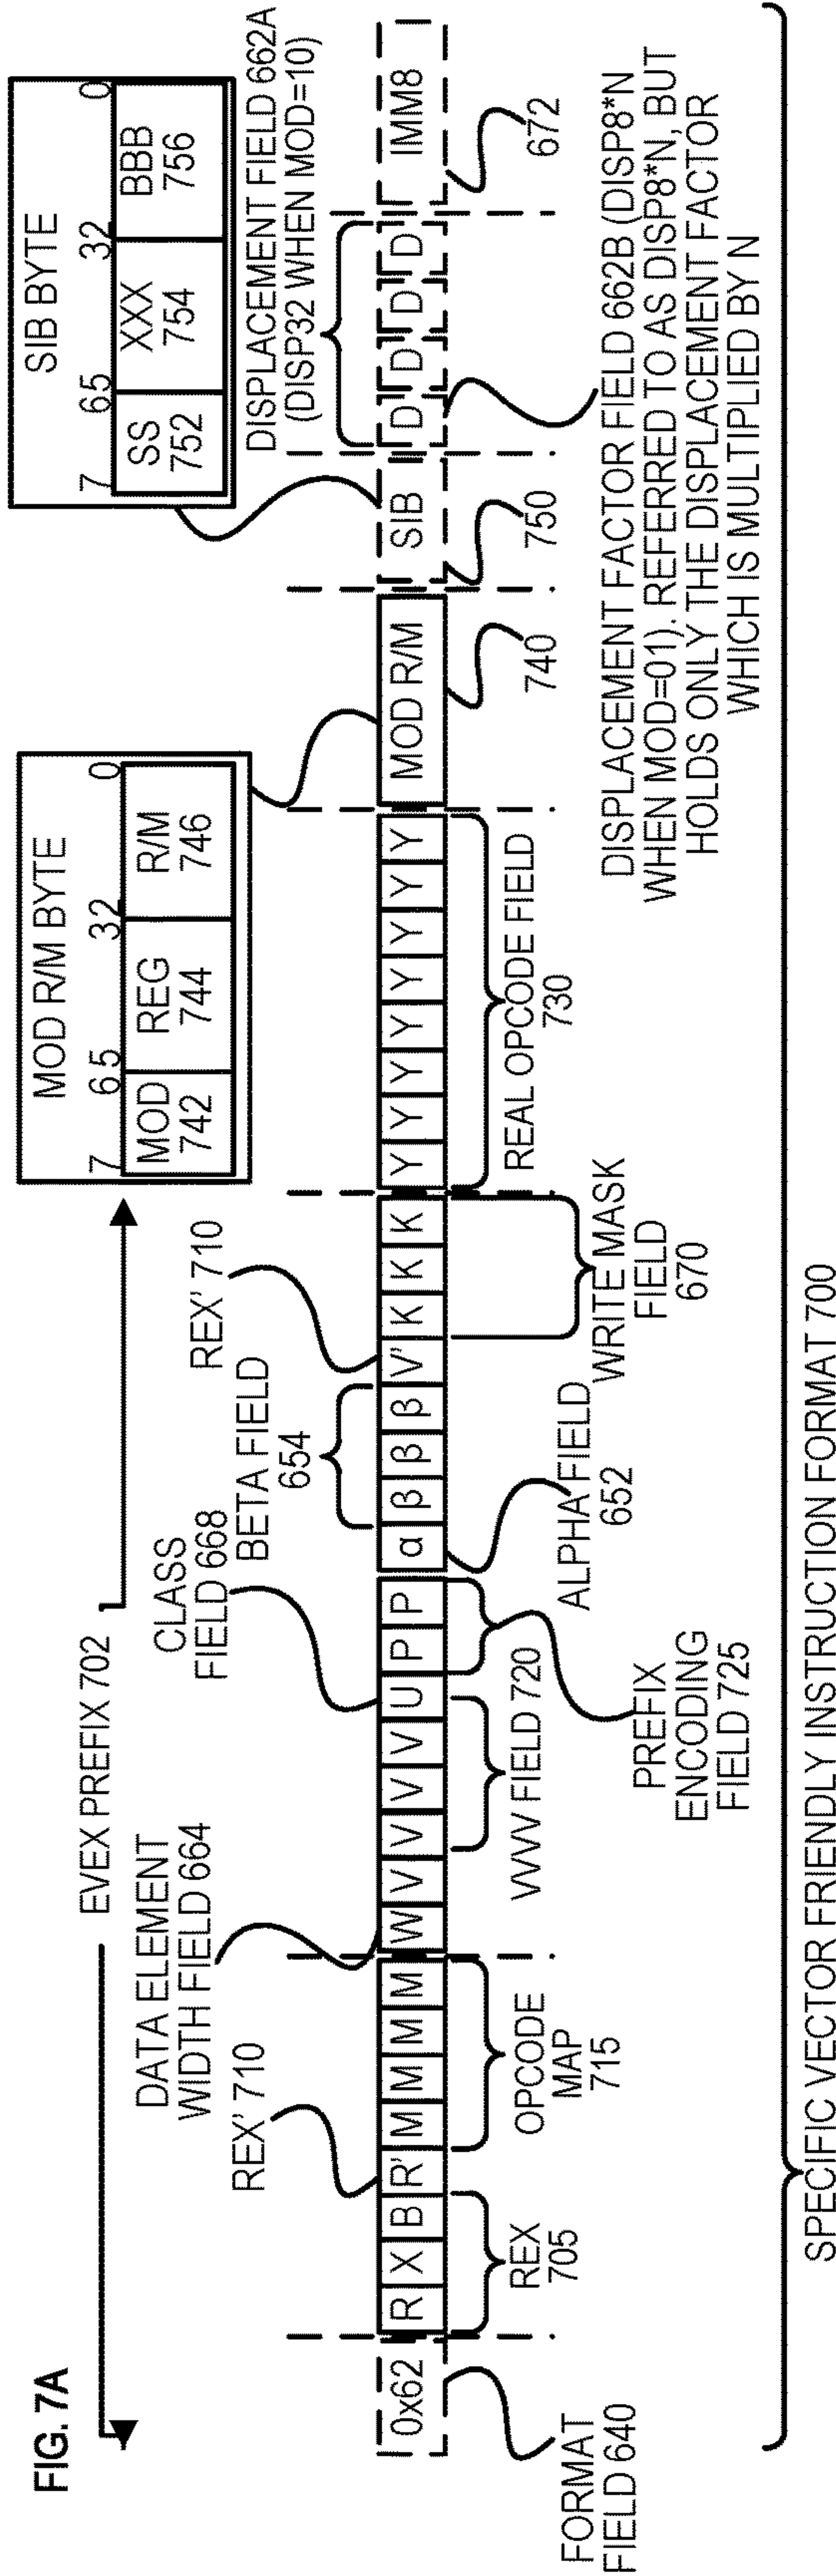 FIG. 7A
EVEX PREFIX 702
MOD R/M BYTE
7 6 5 3 2 0
MOD REG R/M
742 744 746
SIB BYTE
7 6 5 3 2 0
SS XXX BBB
752 754 756
DATA ELEMENT
WIDTH FIELD 664
CLASS
FIELD 668
REX' 710
BETA FIELD
654
REX' 710
DISPLACEMENT FIELD 662A
(DISP32 WHEN MOD=10)
0x62 R X B R' M M M M W V V V V U P P α β β β V' K K K Y Y Y Y Y Y Y Y MOD R/M SIB D D D D IMM8
FORMAT
FIELD 640
REX
705
OPCODE
MAP
715
VVVV FIELD 720
PREFIX
ENCODING
FIELD 725
ALPHA FIELD
652
WRITE MASK
FIELD
670
REAL OPCODE FIELD
730
740
750
672
DISPLACEMENT FACTOR FIELD 662B (DISP8*N
WHEN MOD=01). REFERRED TO AS DISP8*N, BUT
HOLDS ONLY THE DISPLACEMENT FACTOR
WHICH IS MULTIPLIED BY N
SPECIFIC VECTOR FRIENDLY INSTRUCTION FORMAT 700